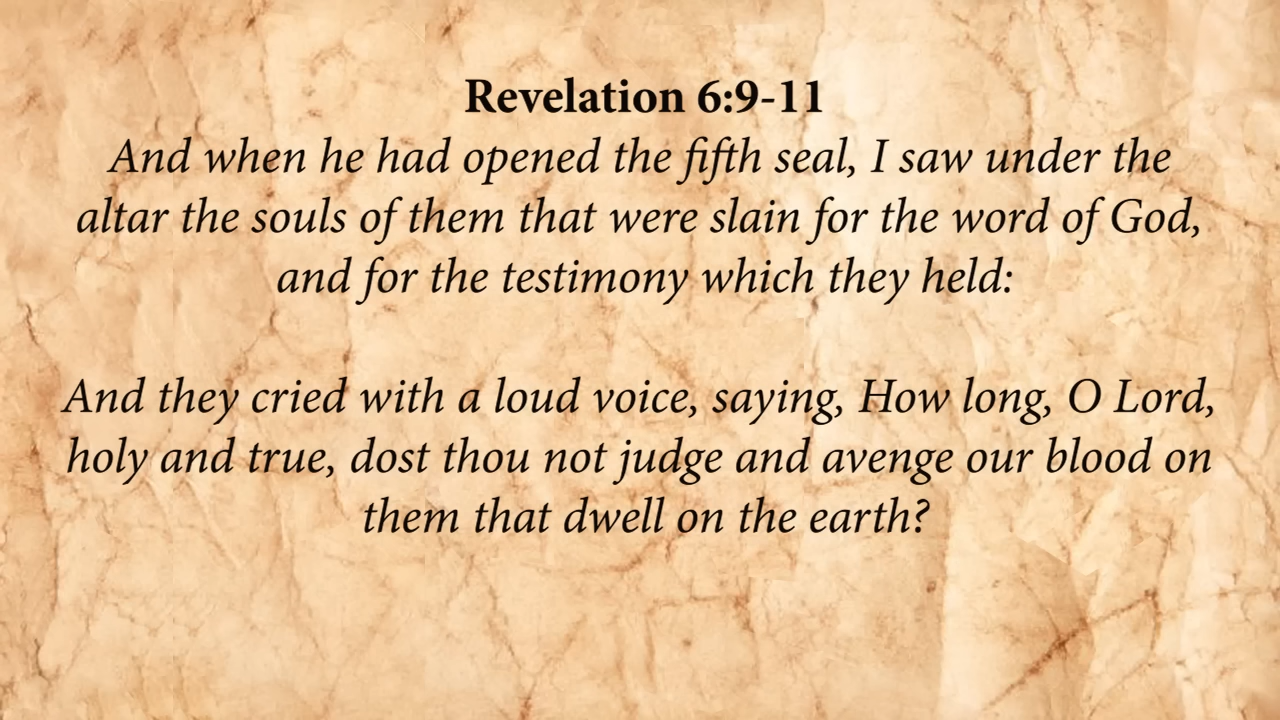 Revelation 6:9-11
And when he had opened the fifth seal, I saw under the
altar the souls of them that were slain for the word of God,
and for the testimony which they held:
And they cried with a loud voice, saying, How long, O Lord,
holy and true, dost thou not judge and avenge our blood on
them that dwell on the earth?